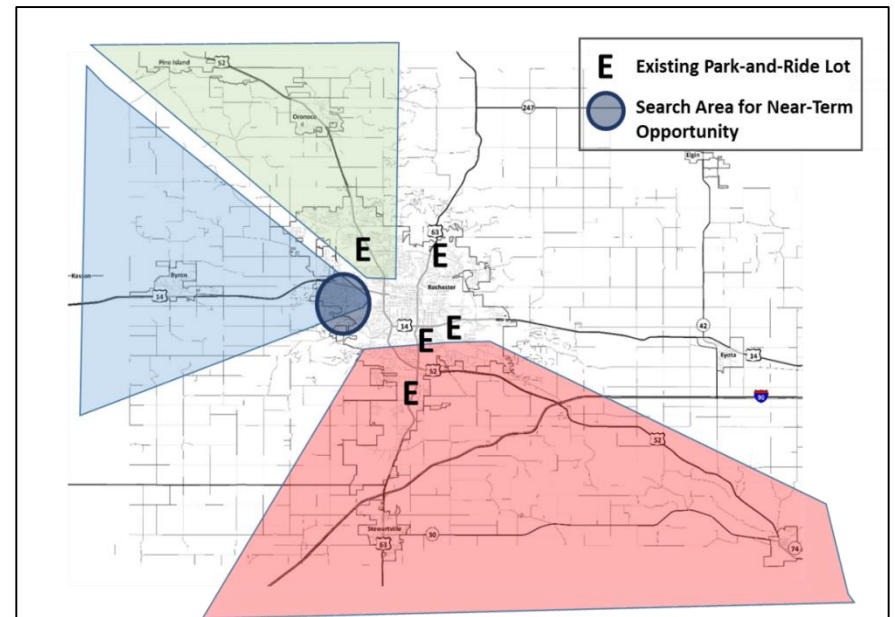 Pine Island
52
E Existing Park-and-Ride Lot
Search Area for Near-Term
Opportunity
247
Oronoco
Elgin
E
63
E
Kasson
Byron
14
Rochester
14
E
E
42
Eyota
14
52
E
90
52
Stewartville
30
63
74